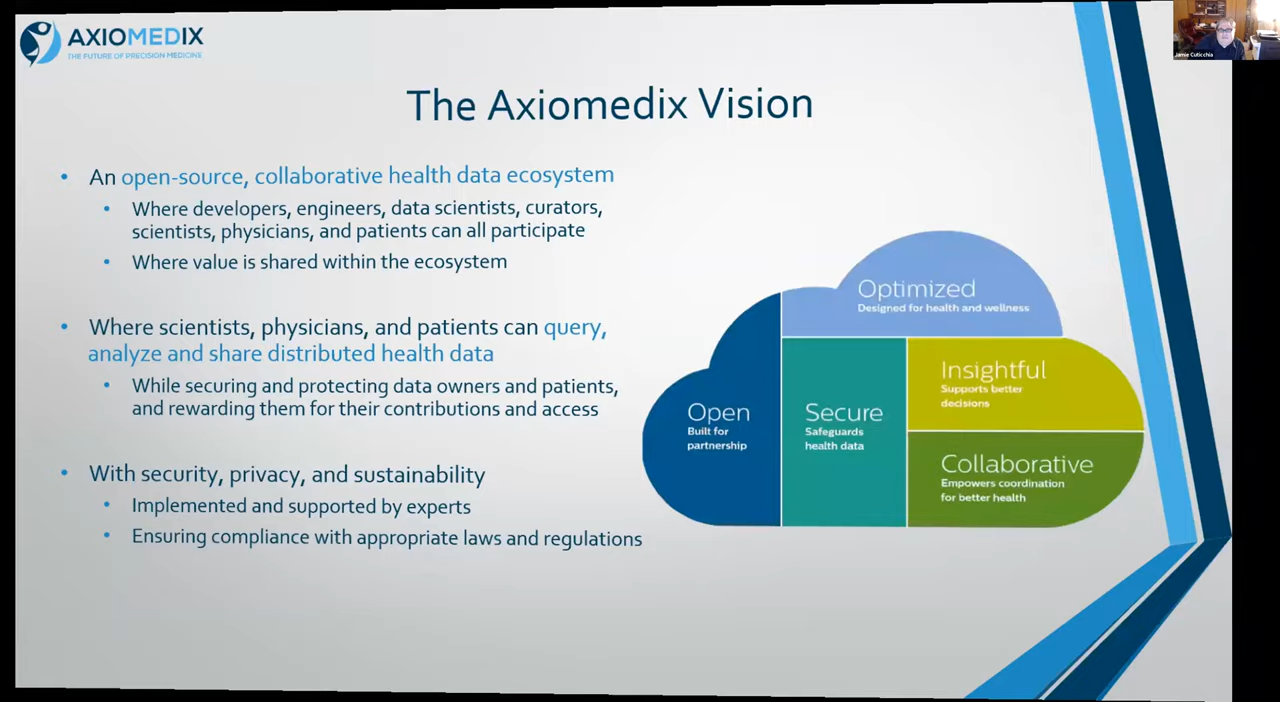 AXIOMEDIX
THE FUTURE OF PRECISION MEDICINE
Jamie Cuticchia
The Axiomedix Vision
• An open-source, collaborative health data ecosystem
• Where developers, engineers, data scientists, curators,
scientists, physicians, and patients can all participate
• Where value is shared within the ecosystem
• Where scientists, physicians, and patients can query,
analyze and share distributed health data
• While securing and protecting data owners and patients,
and rewarding them for their contributions and access
• With security, privacy, and sustainability
• Implemented and supported by experts
• Ensuring compliance with appropriate laws and regulations
Optimized
Designed for health and wellness
Open
Built for
partnership
Secure
Safeguards
health data
Insightful
Supports better
decisions
Collaborative
Empowers coordination
for better health